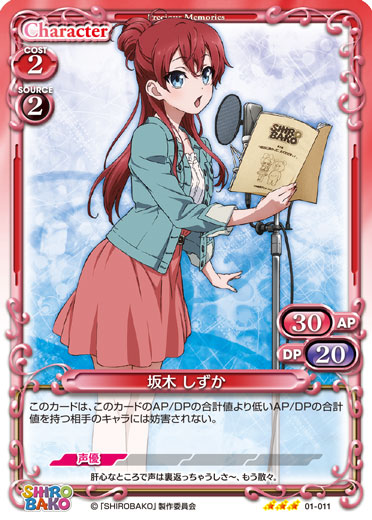 Precious Memories
Character
COST
2
SOURCE
2
SHIRO
BAKO
30 AP
DP 20
坂木 しずか
このカードは、このカードのAP/DPの合計値より低いAP/DPの合計
値を持つ相手のキャラには妨害されない。
声優
肝心なところで声は裏返っちゃうしさ〜、もう散々。
SHIRO
BAKO
©「SHIROBAKO」製作委員会
01-011